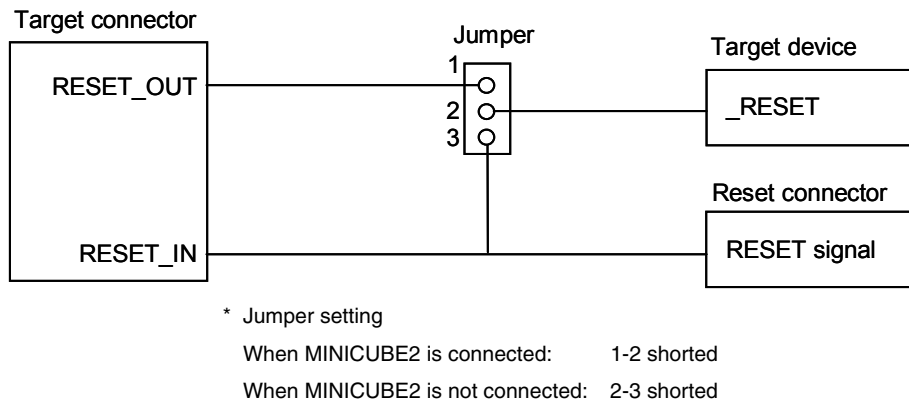 Target connector
Jumper
Target device
1
RESET_OUT
2
_RESET
3
Reset connector
RESET_IN
RESET signal
* Jumper setting
When MINICUBE2 is connected: 1-2 shorted
When MINICUBE2 is not connected: 2-3 shorted